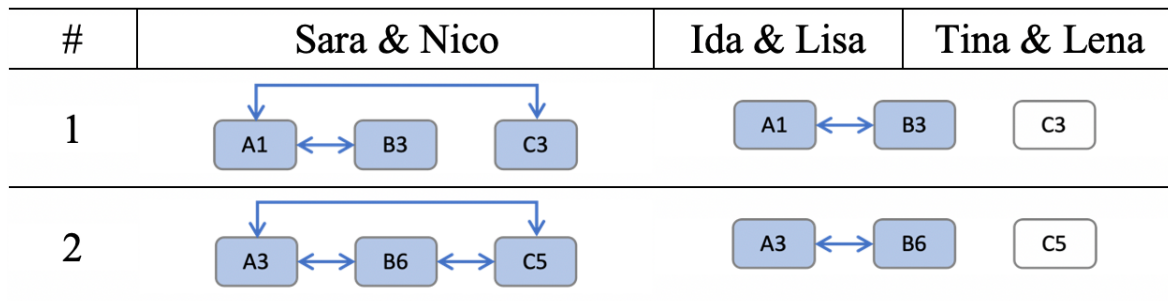 # Sara & Nico Ida & Lisa Tina & Lena
1 A1 B3 C3 A1 B3 C3
2 A3 B6 C5 A3 B6 C5